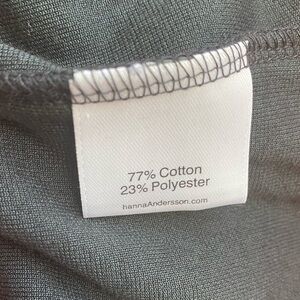 77% Cotton
23% Polyester
hannaAndersson.com